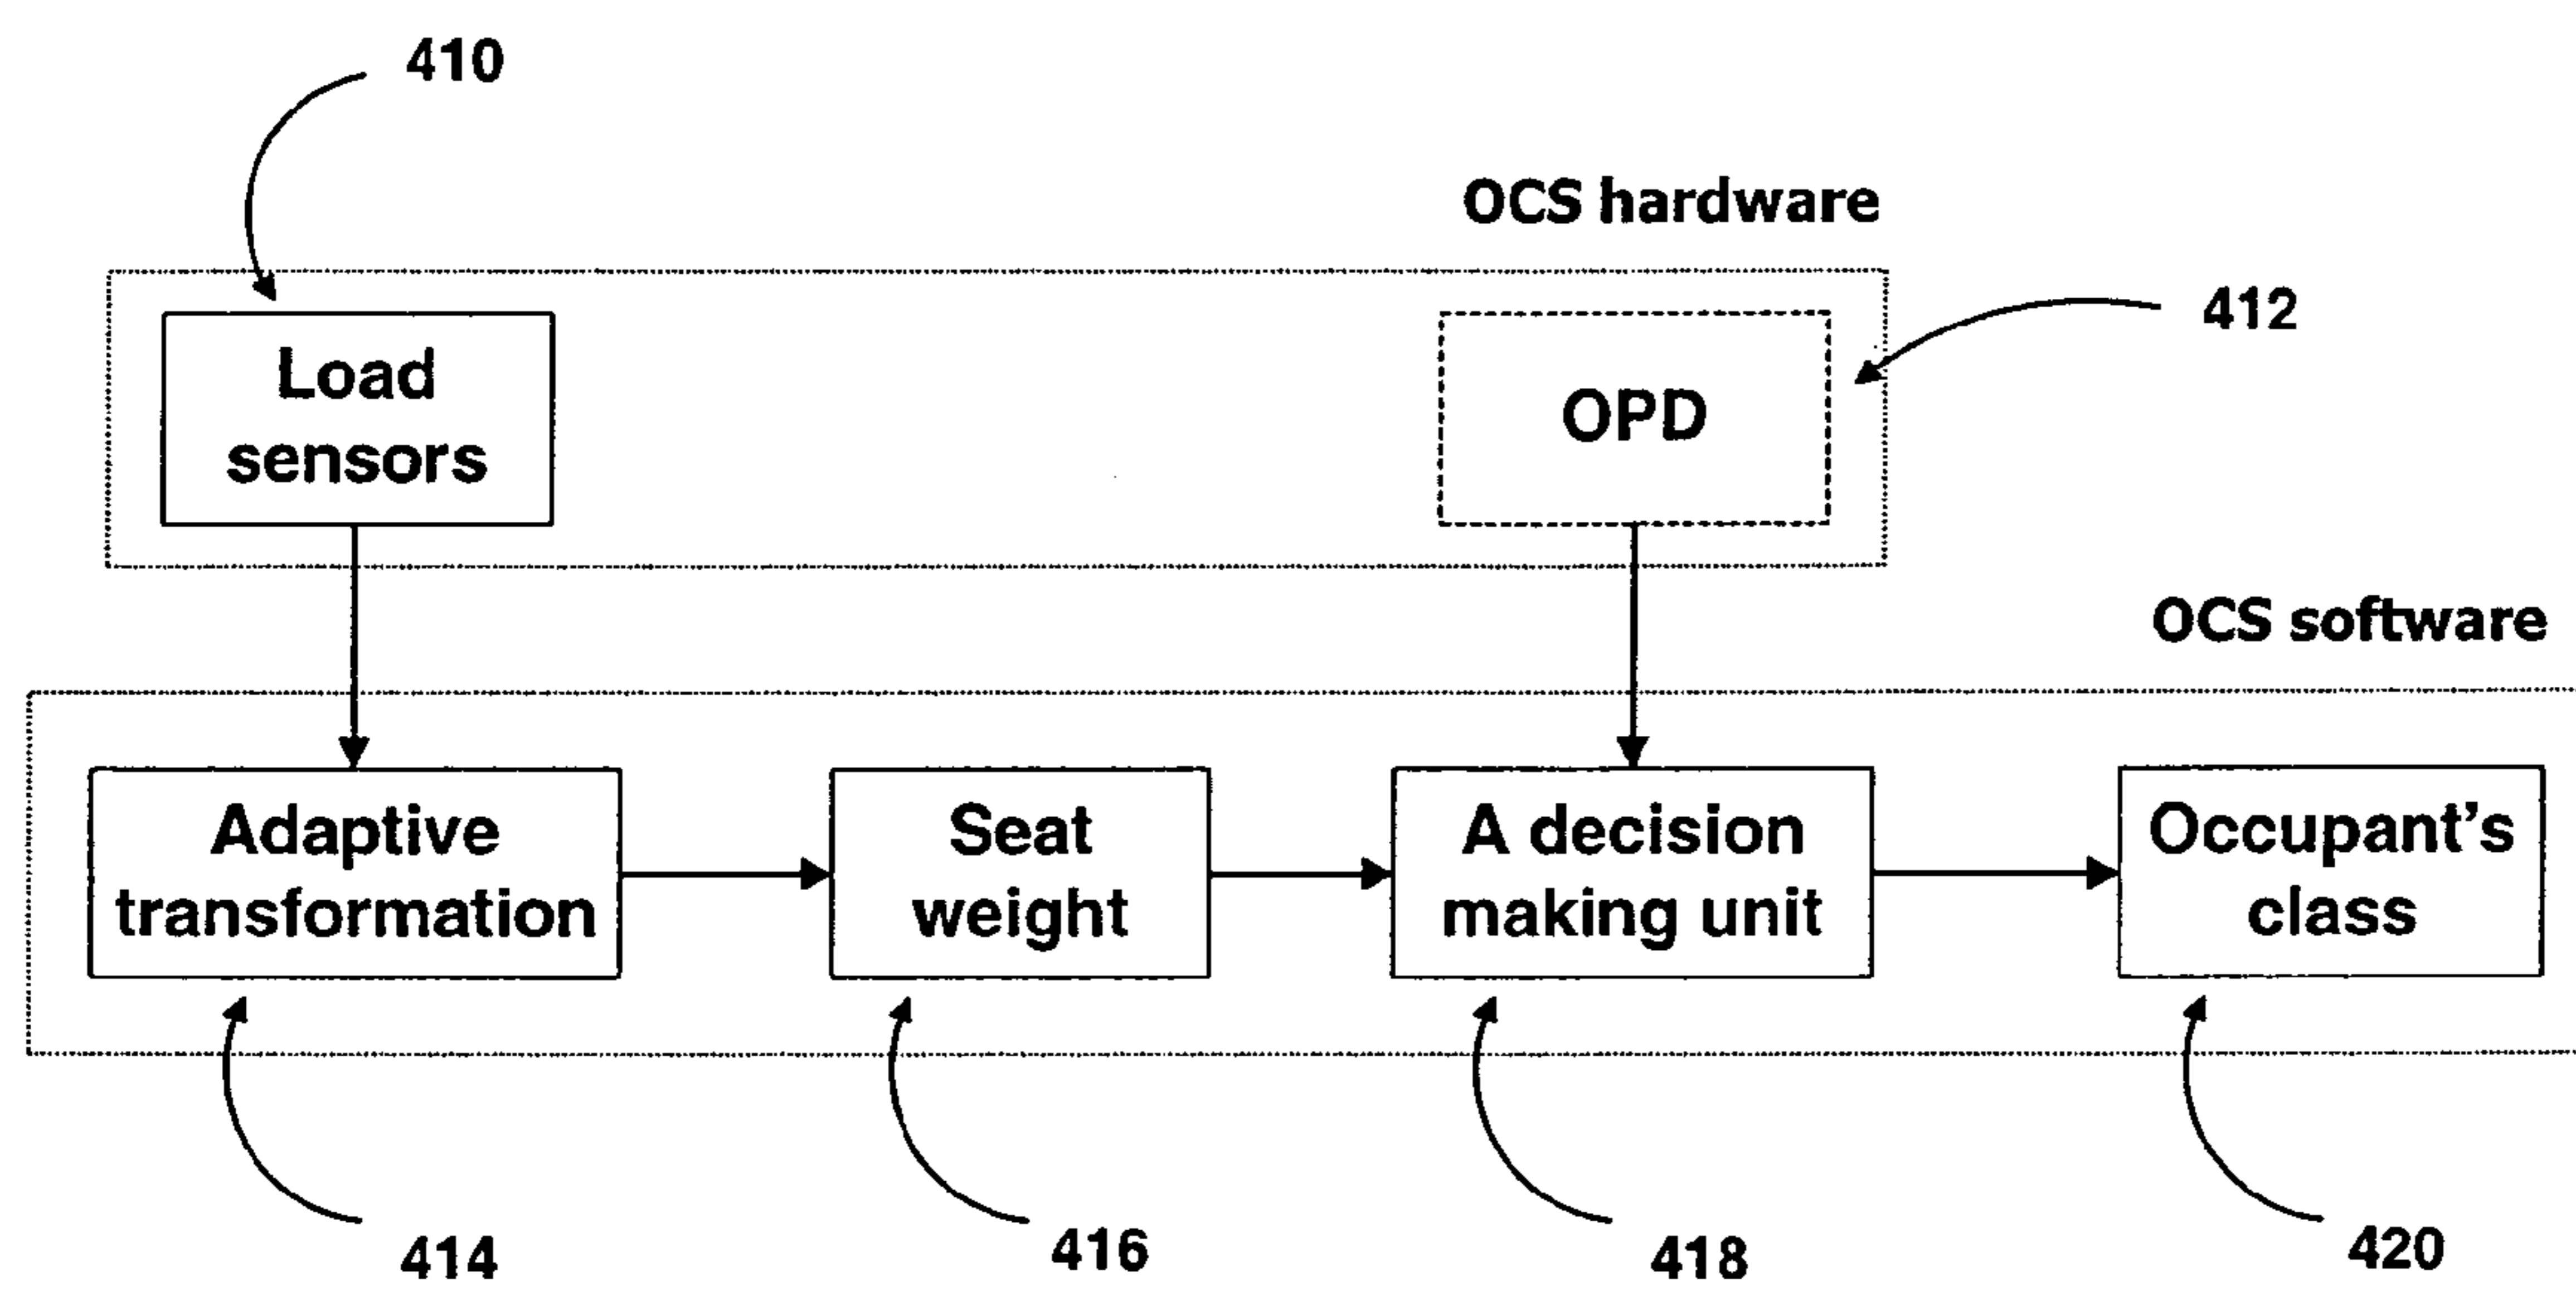 410
OCS hardware
Load
sensors
OPD
412
OCS software
Adaptive
transformation
Seat
weight
A decision
making unit
Occupant's
class
414
416
418
420